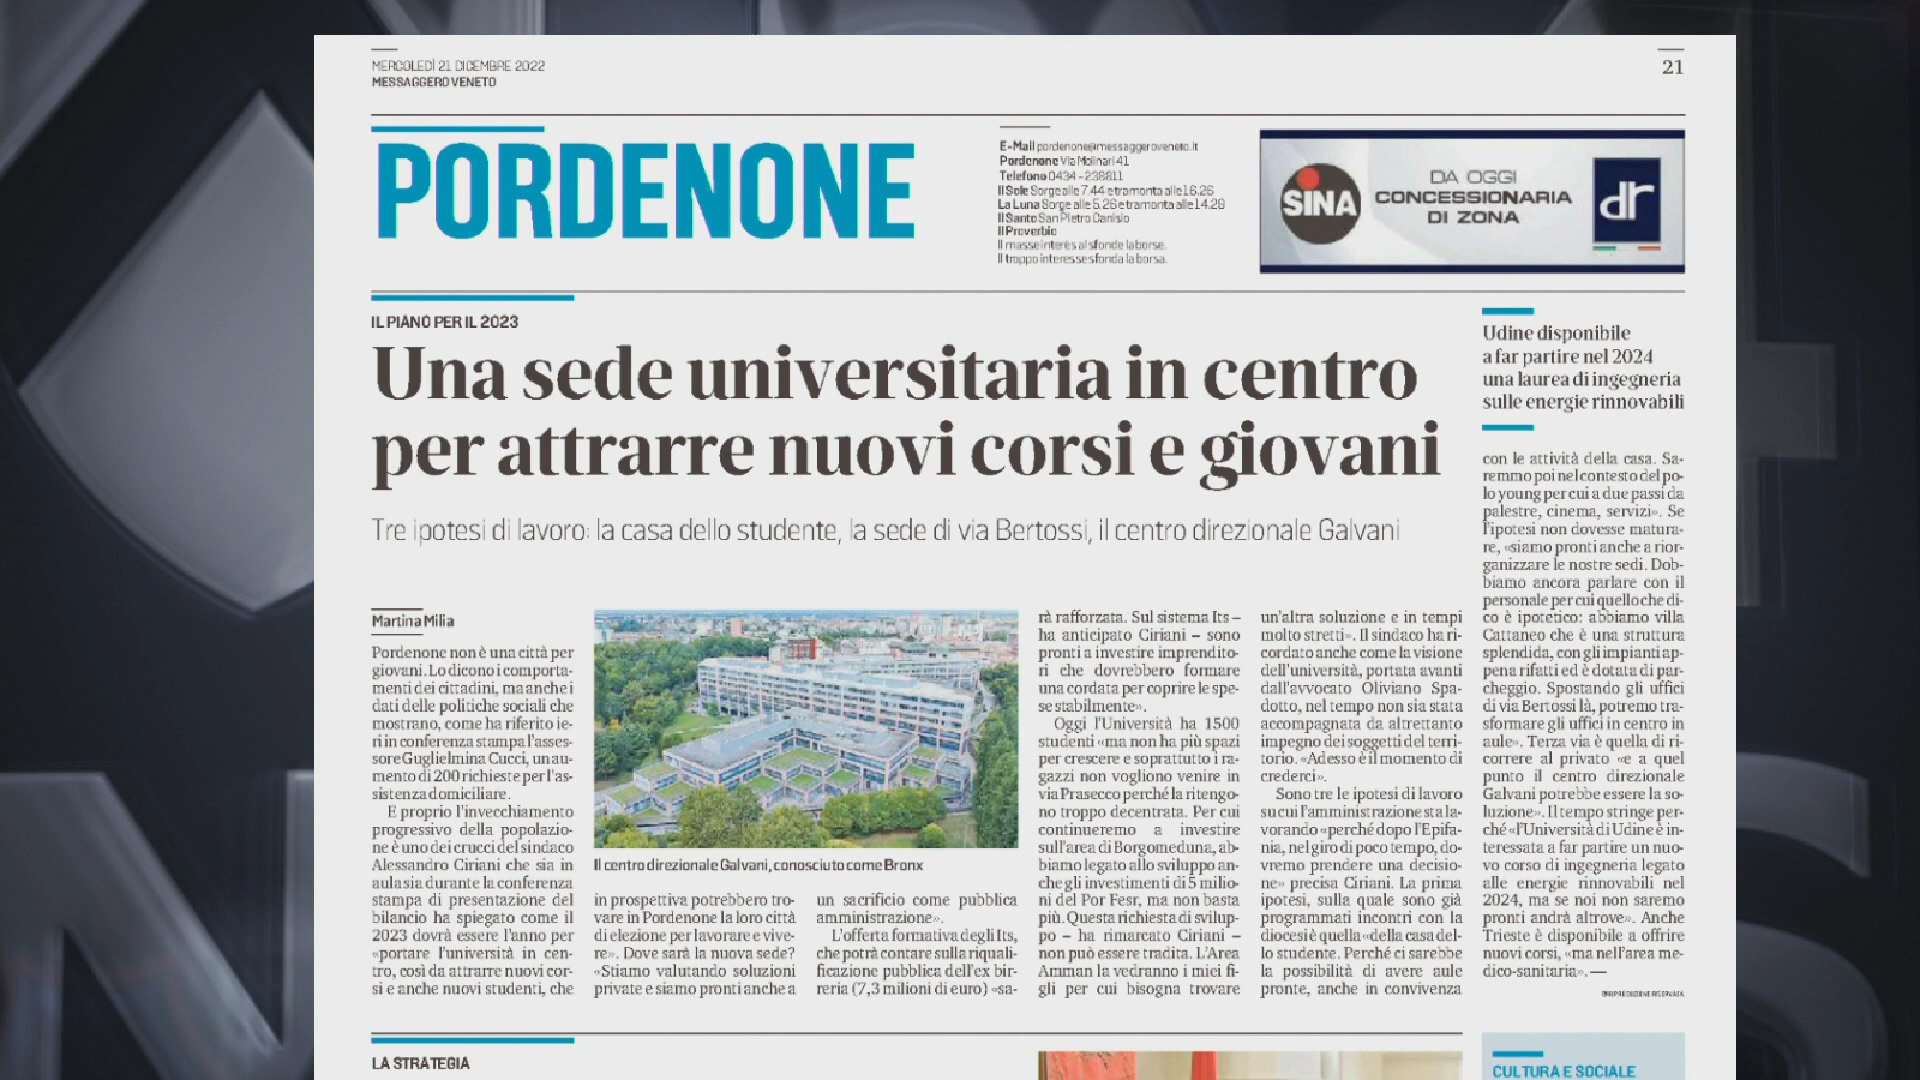 MERCOLEDÌ 21 DICEMBRE 2022
MESSAGGERO VENETO
21
PORDENONE
E-Mail pordenone@messaggeroveneto.it
Pordenone Via Molinari 41
Telefono 0434 - 238811
Il Sole Sorge alle 7.44 e tramonta alle 16.26
La Luna Sorge alle 5.26 e tramonta alle 14.29
Il Santo San Pietro Canisio
Il Proverbio
Il masse interès al sfonde la borse.
Il troppo interesse sfonda la borsa.
SINA
DA OGGI
CONCESSIONARIA
DI ZONA
dr
IL PIANO PER IL 2023
Una sede universitaria in centro
per attrarre nuovi corsi e giovani
Tre ipotesi di lavoro: la casa dello studente, la sede di via Bertossi, il centro direzionale Galvani
Martina Milia
Pordenone non è una città per
giovani. Lo dicono i comporta-
menti dei cittadini, ma anche i
dati delle politiche sociali che
mostrano, come ha riferito ie-
ri in conferenza stampa l'asses-
sore Guglielmina Cucci, un au-
mento di 200 richieste per l'as-
sistenza domiciliare.
E proprio l'invecchiamento
progressivo della popolazio-
ne è uno dei crucci del sindaco
Alessandro Ciriani che sia in
aula sia durante la conferenza
stampa di presentazione del
bilancio ha spiegato come il
2023 dovrà essere l'anno per
«portare l'università in cen-
tro, così da attrarre nuovi cor-
si e anche nuovi studenti, che
Il centro direzionale Galvani, conosciuto come Bronx
in prospettiva potrebbero tro-
vare in Pordenone la loro città
di elezione per lavorare e vive-
re». Dove sarà la nuova sede?
«Stiamo valutando soluzioni
private e siamo pronti anche a
un sacrificio come pubblica
amministrazione».
L'offerta formativa degli Its,
che potrà contare sulla riquali-
ficazione pubblica dell'ex bir-
reria (7,3 milioni di euro) «sa-
rà rafforzata. Sul sistema Its –
ha anticipato Ciriani – sono
pronti a investire imprendito-
ri che dovrebbero formare
una cordata per coprire le spe-
se stabilmente».
Oggi l'Università ha 1500
studenti «ma non ha più spazi
per crescere e soprattutto i ra-
gazzi non vogliono venire in
via Prasecco perché la ritengo-
no troppo decentrata. Per cui
continueremo a investire
sull'area di Borgomeduna, ab-
biamo legato allo sviluppo an-
che gli investimenti di 5 milio-
ni del Por Fesr, ma non basta
più. Questa richiesta di svilup-
po – ha rimarcato Ciriani –
non può essere tradita. L'Area
Amman la vedranno i miei fi-
gli per cui bisogna trovare
un'altra soluzione e in tempi
molto stretti». Il sindaco ha ri-
cordato anche come la visione
dell'università, portata avanti
dall'avvocato Oliviano Spa-
dotto, nel tempo non sia stata
accompagnata da altrettanto
impegno dei soggetti del terri-
torio. «Adesso è il momento di
crederci».
Sono tre le ipotesi di lavoro
su cui l'amministrazione sta la-
vorando «perché dopo l'Epifa-
nia, nel giro di poco tempo, do-
vremo prendere una decisio-
ne» precisa Ciriani. La prima
ipotesi, sulla quale sono già
programmati incontri con la
diocesi è quella «della casa del-
lo studente. Perché ci sarebbe
la possibilità di avere aule
pronte, anche in convivenza
Udine disponibile
a far partire nel 2024
una laurea di ingegneria
sulle energie rinnovabili
con le attività della casa. Sa-
remmo poi nel contesto del po-
lo young per cui a due passi da
palestre, cinema, servizi». Se
l'ipotesi non dovesse matura-
re, «siamo pronti anche a rior-
ganizzare le nostre sedi. Dob-
biamo ancora parlare con il
personale per cui quello che di-
co è ipotetico: abbiamo villa
Cattaneo che è una struttura
splendida, con gli impianti ap-
pena rifatti ed è dotata di par-
cheggio. Spostando gli uffici
di via Bertossi là, potremo tra-
sformare gli uffici in centro in
aule». Terza via è quella di ri-
correre al privato «e a quel
punto il centro direzionale
Galvani potrebbe essere la so-
luzione». Il tempo stringe per-
ché «l'Università di Udine è in-
teressata a far partire un nuo-
vo corso di ingegneria legato
alle energie rinnovabili nel
2024, ma se noi non saremo
pronti andrà altrove». Anche
Trieste è disponibile a offrire
nuovi corsi, «ma nell'area me-
dico-sanitaria». —
©RIPRODUZIONE RISERVATA
LA STRATEGIA
CULTURA E SOCIALE